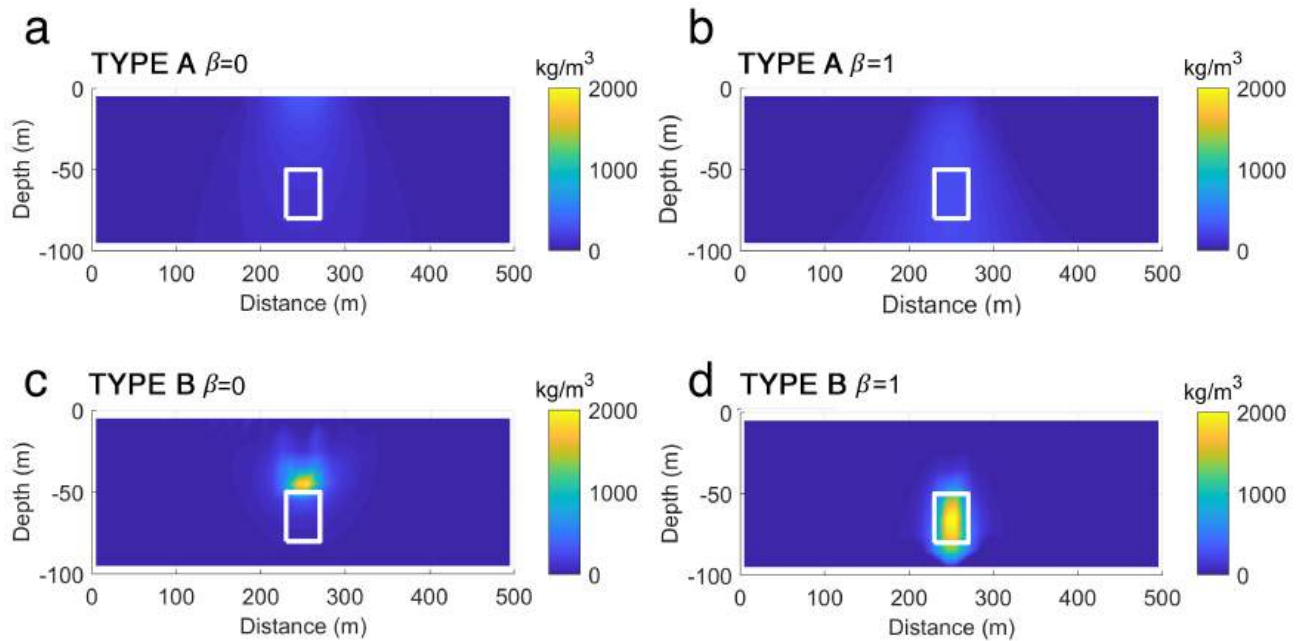 a
TYPE A β=0
kg/m³
0
-50
-100
Depth (m)
0 100 200 300 400 500
Distance (m)
2000
1000
0
b
TYPE A β=1
kg/m³
0
-50
-100
Depth (m)
0 100 200 300 400 500
Distance (m)
2000
1000
0
c
TYPE B β=0
kg/m³
0
-50
-100
Depth (m)
0 100 200 300 400 500
Distance (m)
2000
1000
0
d
TYPE B β=1
kg/m³
0
-50
-100
Depth (m)
0 100 200 300 400 500
Distance (m)
2000
1000
0